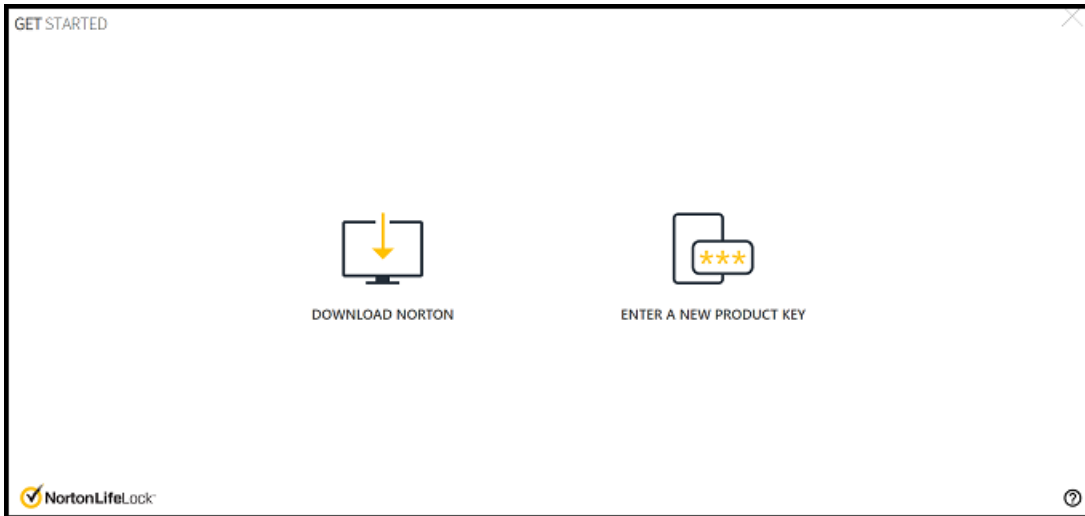 GET STARTED
***
DOWNLOAD NORTON
ENTER A NEW PRODUCT KEY
NortonLifeLock